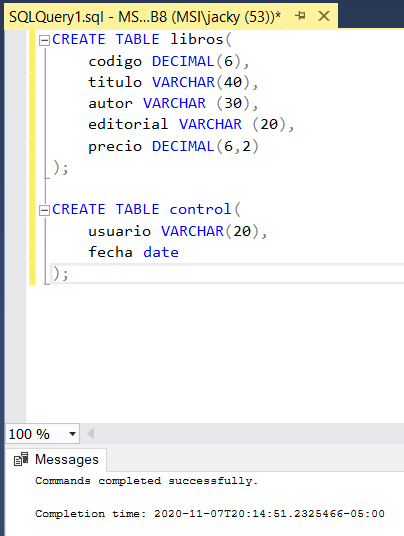 SQLQuery1.sql - MS...B8 (MSI\jacky (53))*
CREATE TABLE libros(
codigo DECIMAL(6),
titulo VARCHAR(40),
autor VARCHAR (30),
editorial VARCHAR (20),
precio DECIMAL(6,2)
);
CREATE TABLE control(
usuario VARCHAR(20),
fecha date
);
100 %
Messages
Commands completed successfully.
Completion time: 2020-11-07T20:14:51.2325466-05:00